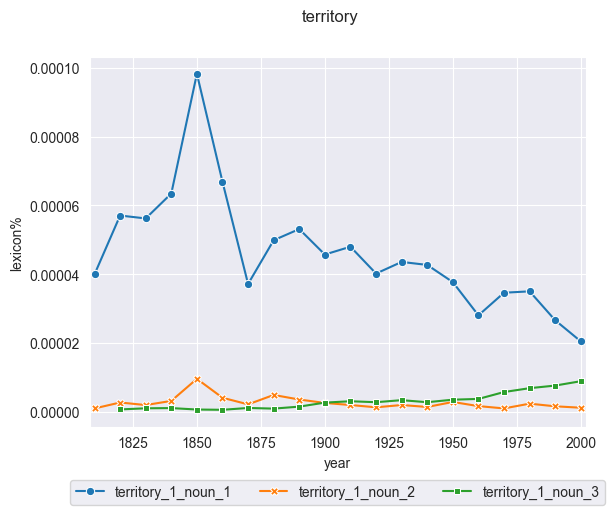 territory
0.00010
0.00008
0.00006
0.00004
0.00002
0.00000
lexicon%
1825 1850 1875 1900 1925 1950 1975 2000
year
territory_1_noun_1 territory_1_noun_2 territory_1_noun_3